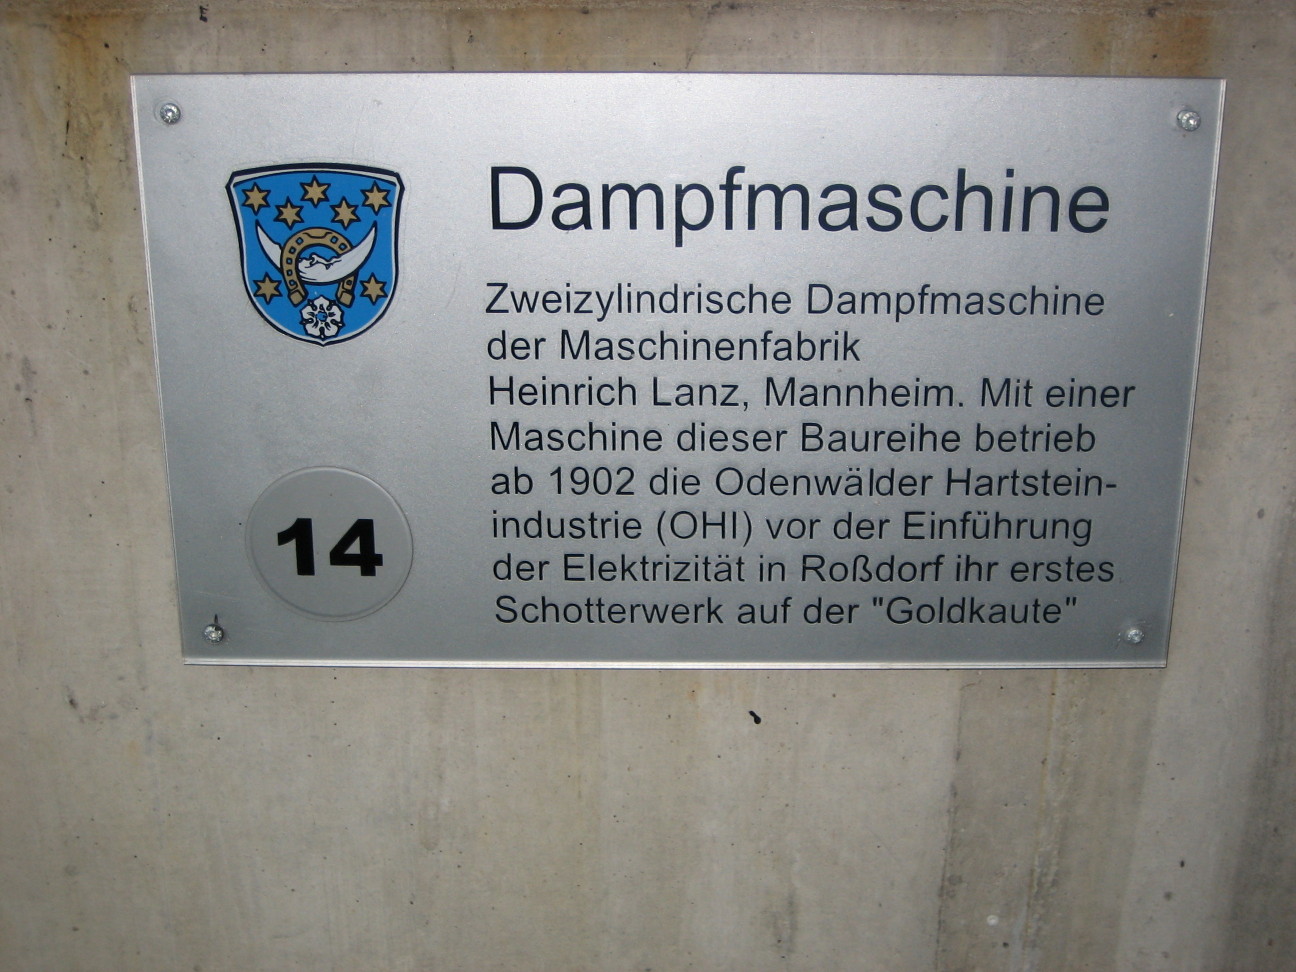 Dampfmaschine
Zweizylindrische Dampfmaschine
der Maschinenfabrik
Heinrich Lanz, Mannheim. Mit einer
Maschine dieser Baureihe betrieb
ab 1902 die Odenwälder Hartstein-
industrie (OHI) vor der Einführung
der Elektrizität in Roßdorf ihr erstes
Schotterwerk auf der "Goldkaute"
14